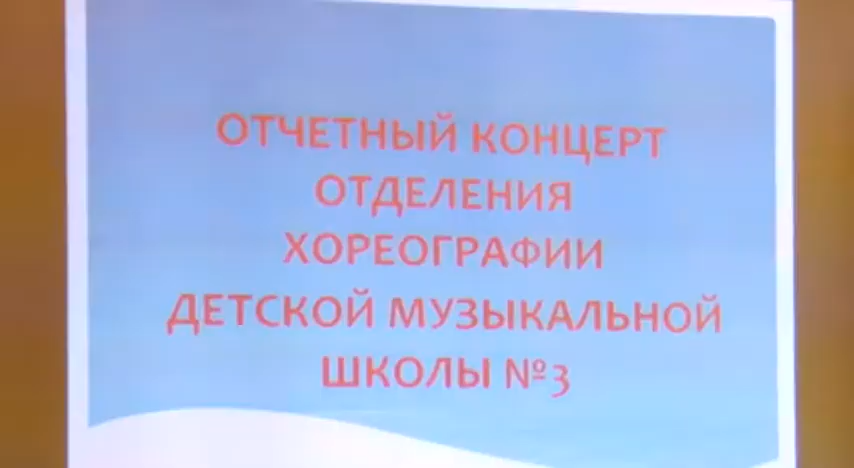 ОТЧЕТНЫЙ КОНЦЕРТ
ОТДЕЛЕНИЯ
ХОРЕОГРАФИИ
ДЕТСКОЙ МУЗЫКАЛЬНОЙ
ШКОЛЫ №3